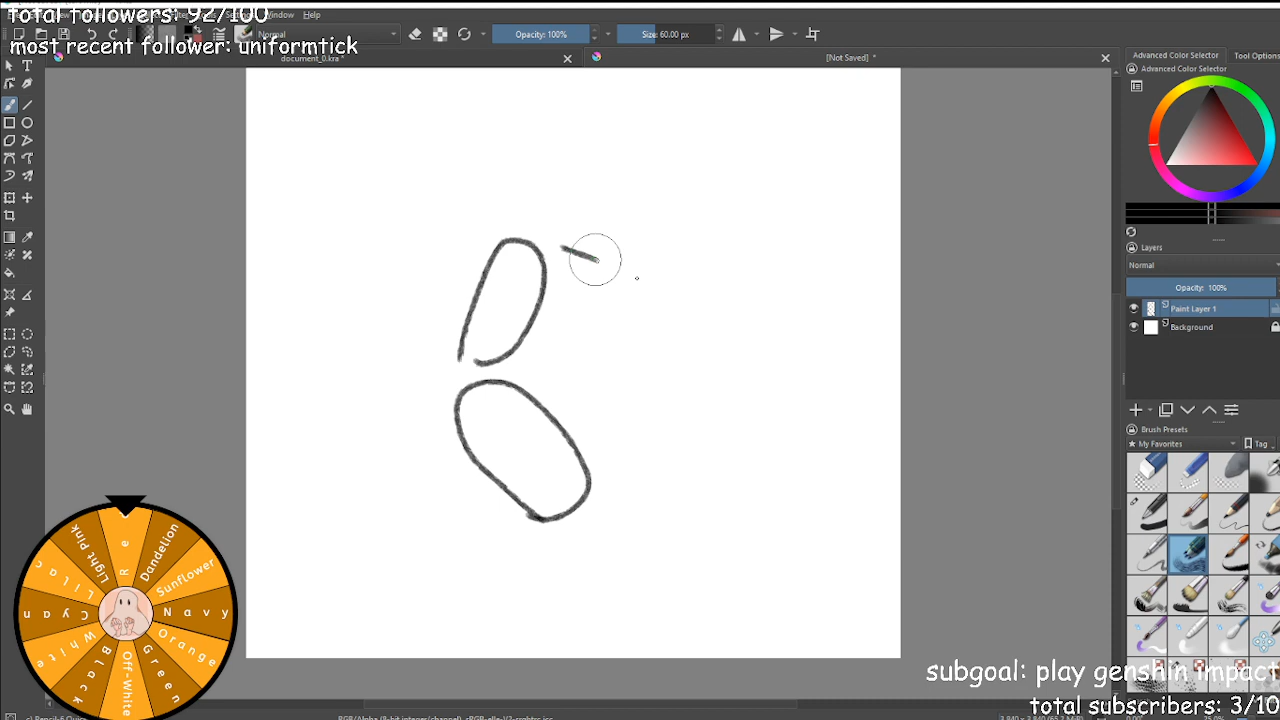 total followers: 92/100
Window Help
most recent follower: uniformtick
Normal
Opacity: 100%
Size: 60.00 px
document_0.kra *
[Not Saved] *
Advanced Color Selector
Tool Options
Advanced Color Selector
Layers
Normal
Opacity: 100%
Paint Layer 1
Background
Brush Presets
My Favorites
Tag
Light Pink
Re
Dandelion
Sunflower
Navy
Orange
Green
Off-White
Black
White
Cyan
Lilac
subgoal: play genshin impact
total subscribers: 3/10